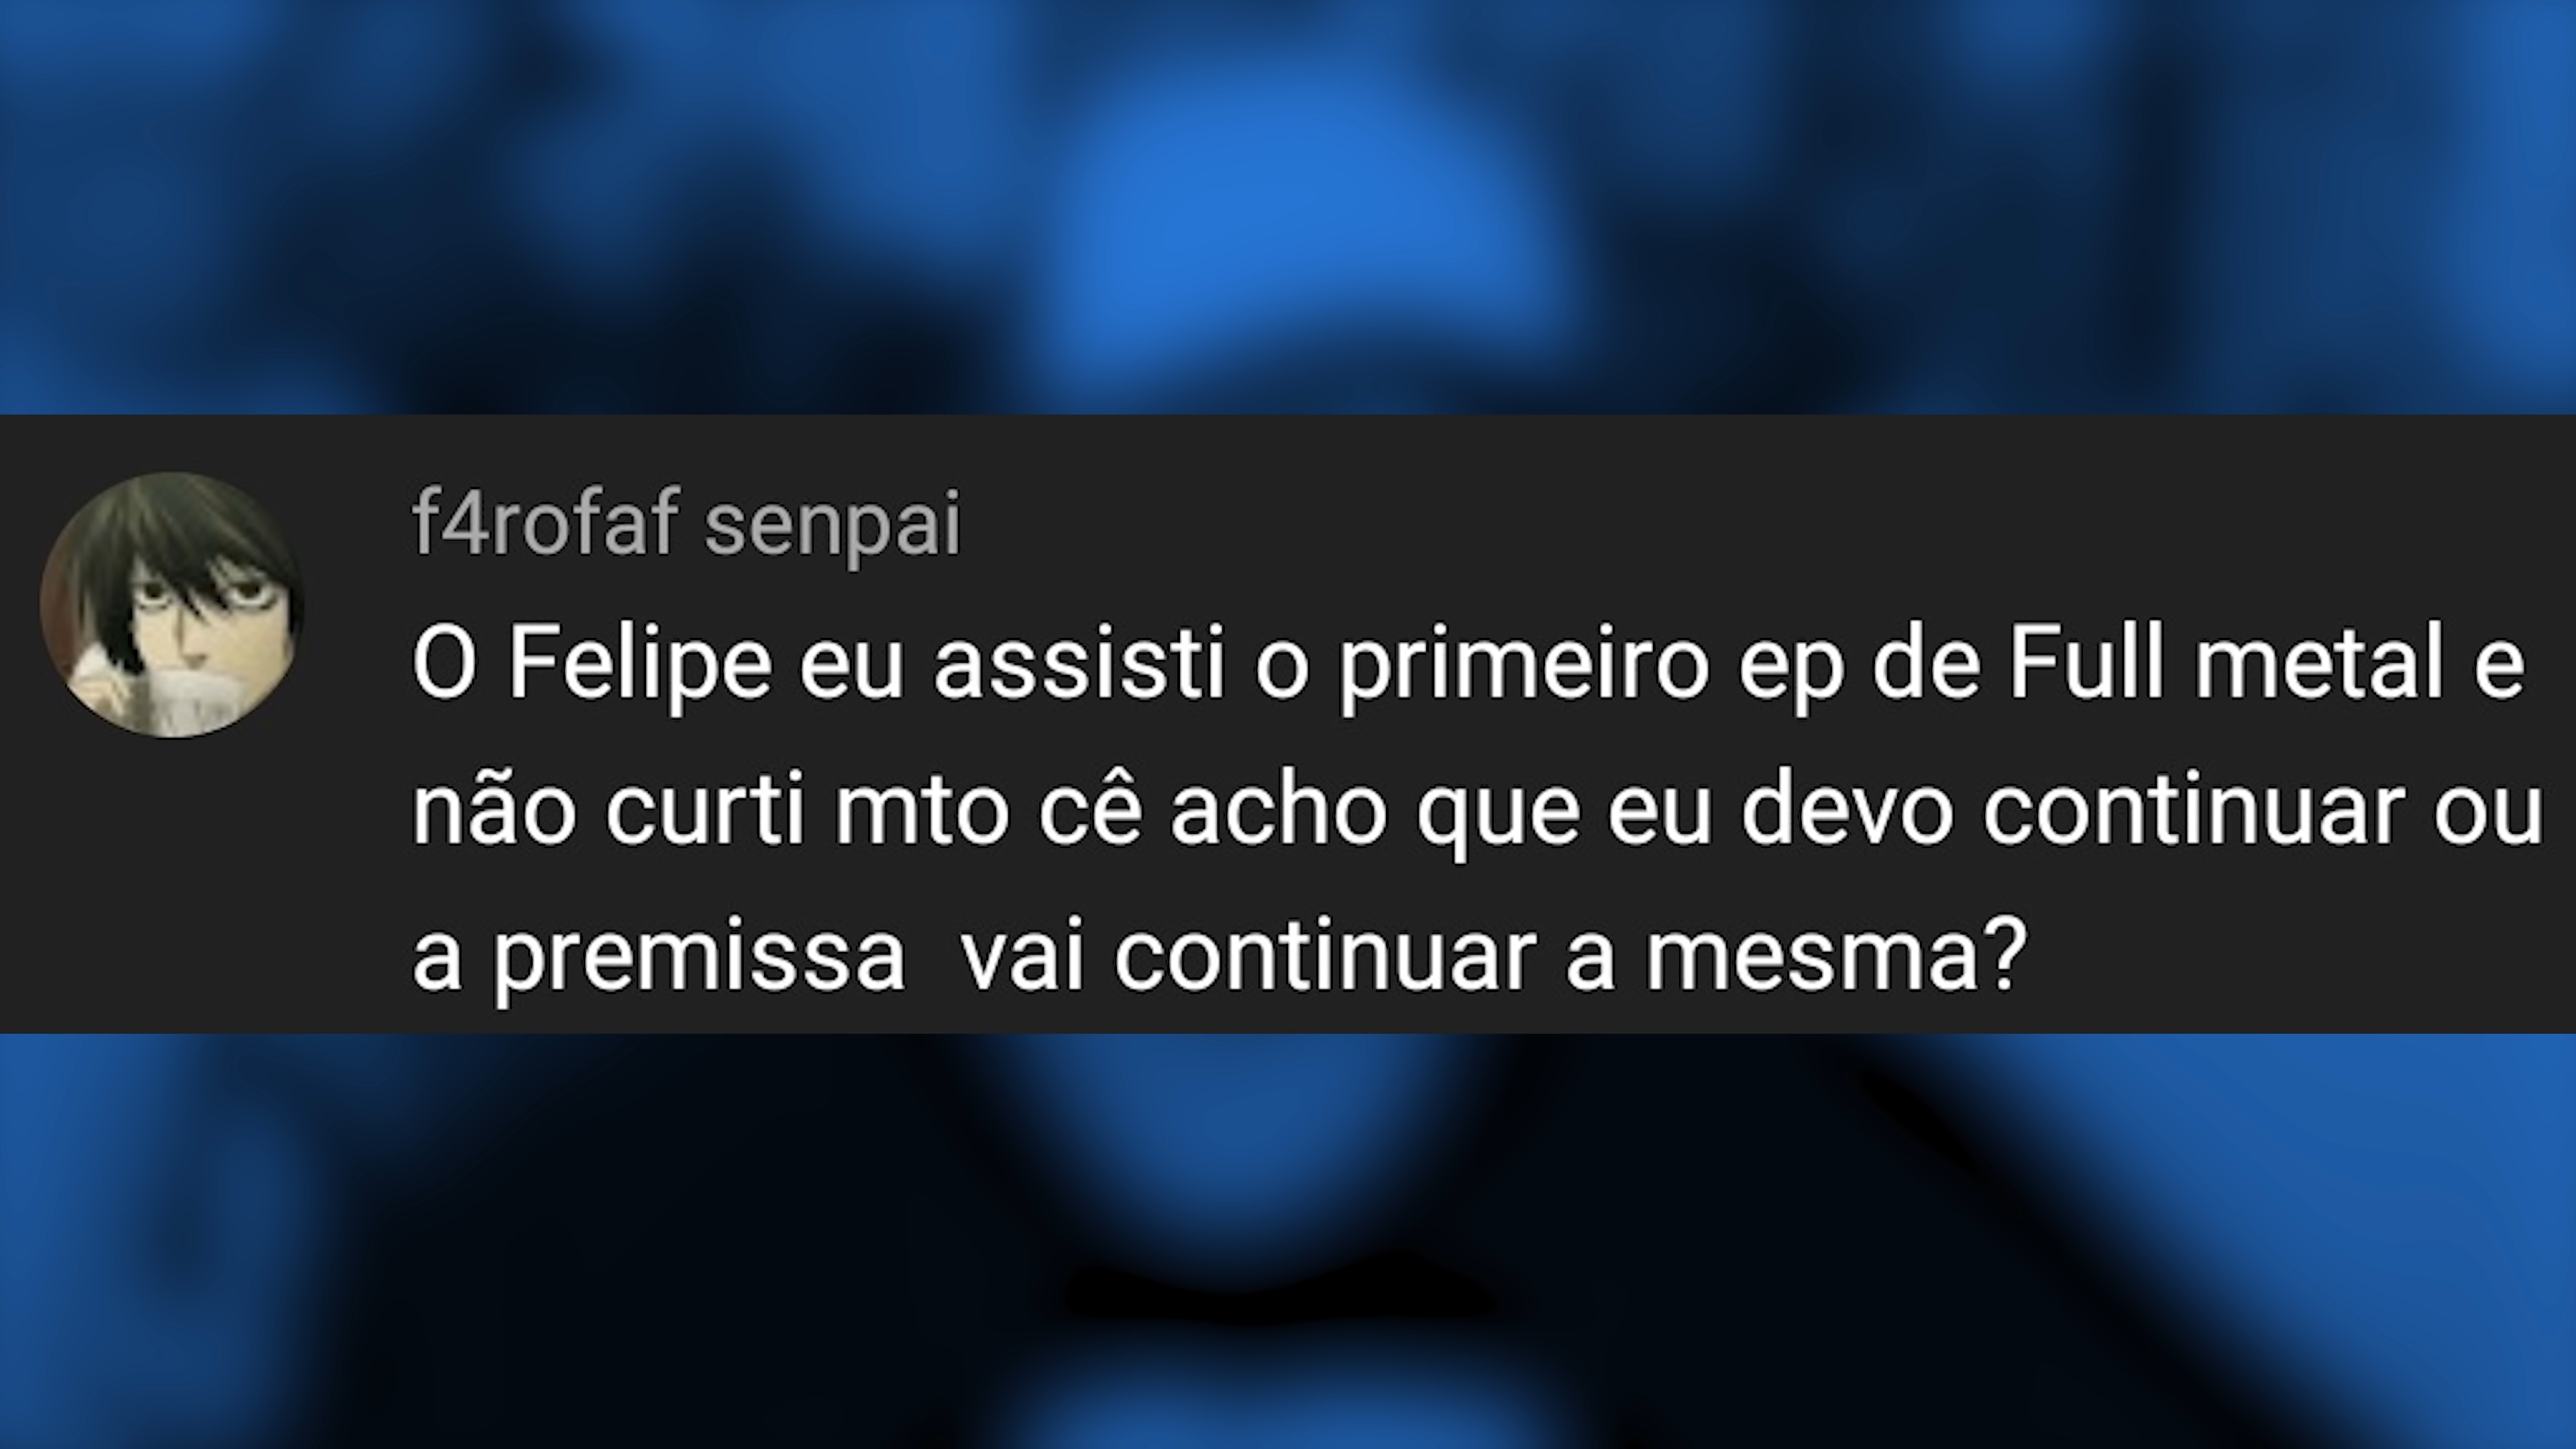 f4rofaf senpai
O Felipe eu assisti o primeiro ep de Full metal e
não curti mto cê acho que eu devo continuar ou
a premissa  vai continuar a mesma?